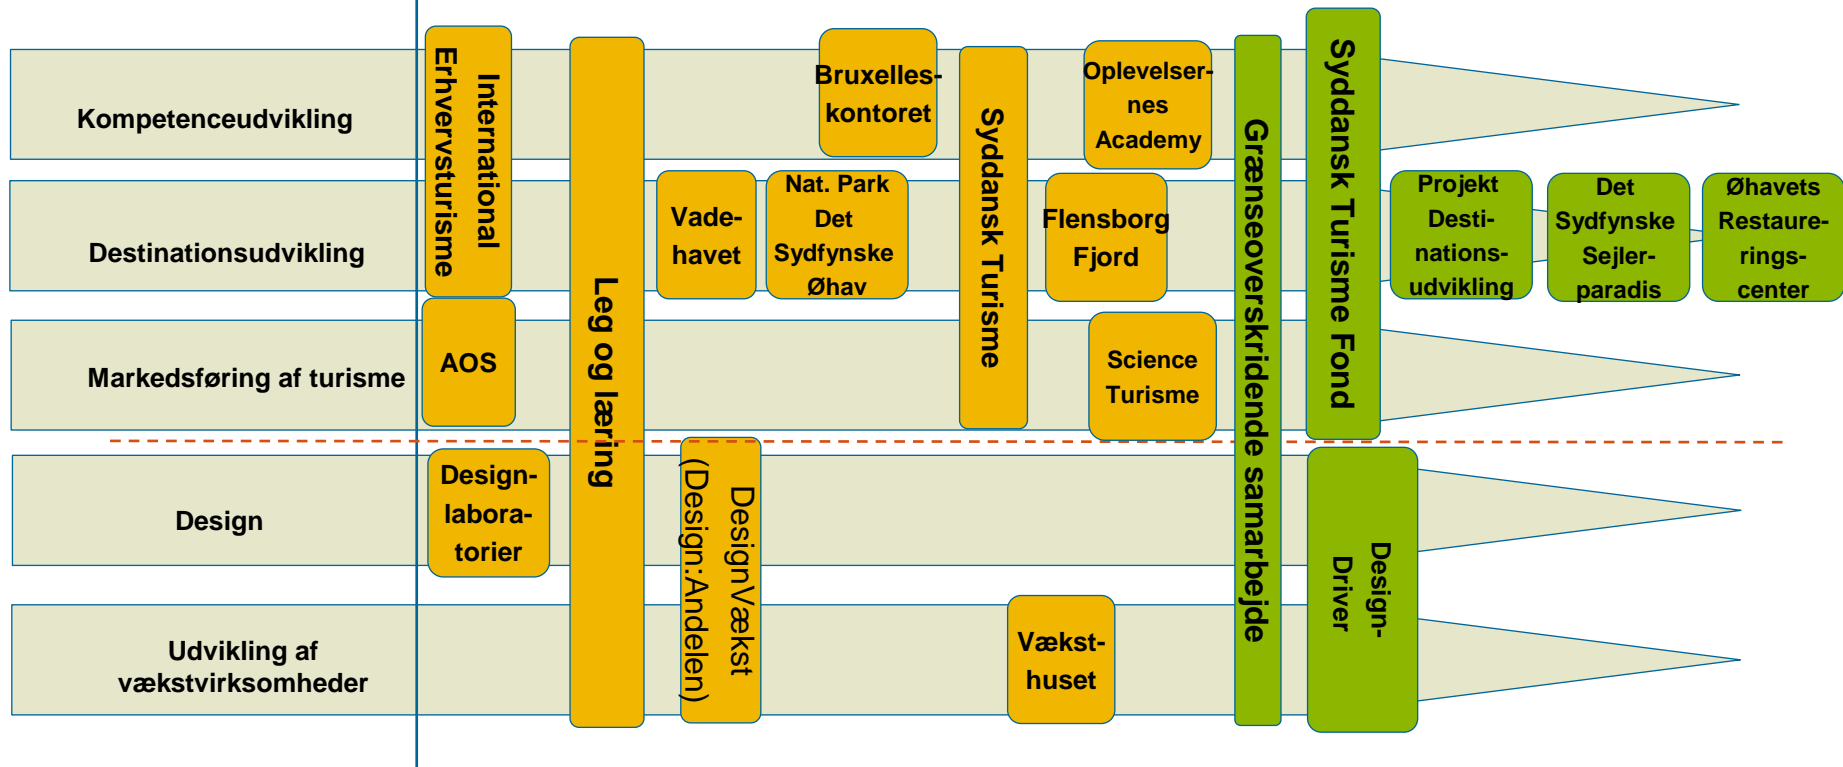 Kompetenceudvikling
Destinationsudvikling
Markedsføring af turisme
Design
Udvikling af
vækstvirksomheder
International
Erhvervsturisme
AOS
Design-
labora-
torier
Leg og læring
Vade-
havet
DesignVækst
(Design:Andelen)
Nat. Park
Det
Sydfynske
Øhav
Bruxelles-
kontoret
Syddansk Turisme
Oplevelser-
nes
Academy
Flensborg
Fjord
Science
Turisme
Vækst-
huset
Grænseoverskridende samarbejde
Syddansk Turisme Fond
Design-
Driver
Projekt
Desti-
nations-
udvikling
Det
Sydfynske
Sejler-
paradis
Øhavets
Restaure-
rings-
center